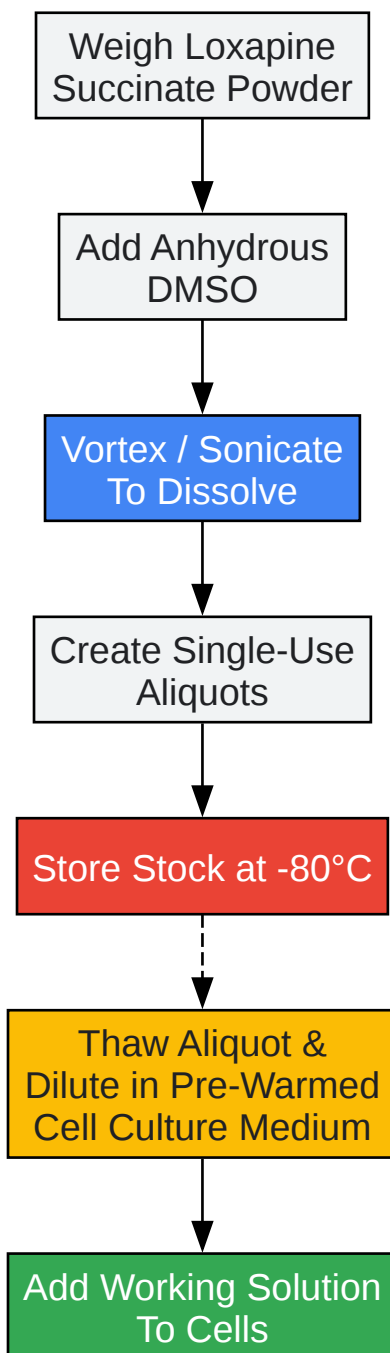 Weigh Loxapine
Succinate Powder
Add Anhydrous
DMSO
Vortex / Sonicate
To Dissolve
Create Single-Use
Aliquots
Store Stock at -80°C
Thaw Aliquot &
Dilute in Pre-Warmed
Cell Culture Medium
Add Working Solution
To Cells